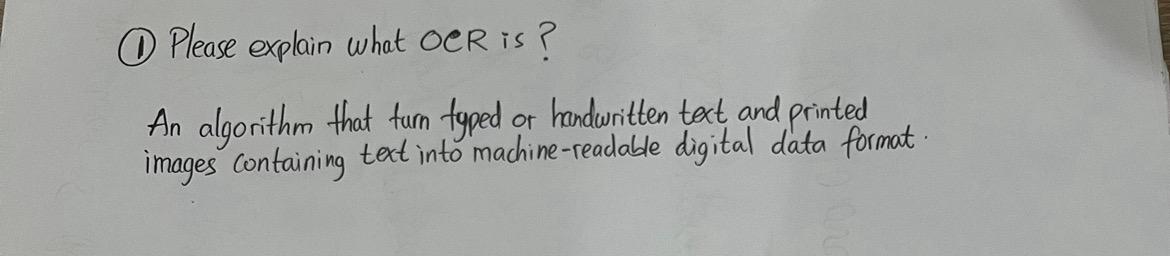 ① Please explain what OCR is ?
An algorithm that turn typed or handwritten text and printed
images containing text into machine-readable digital data format.